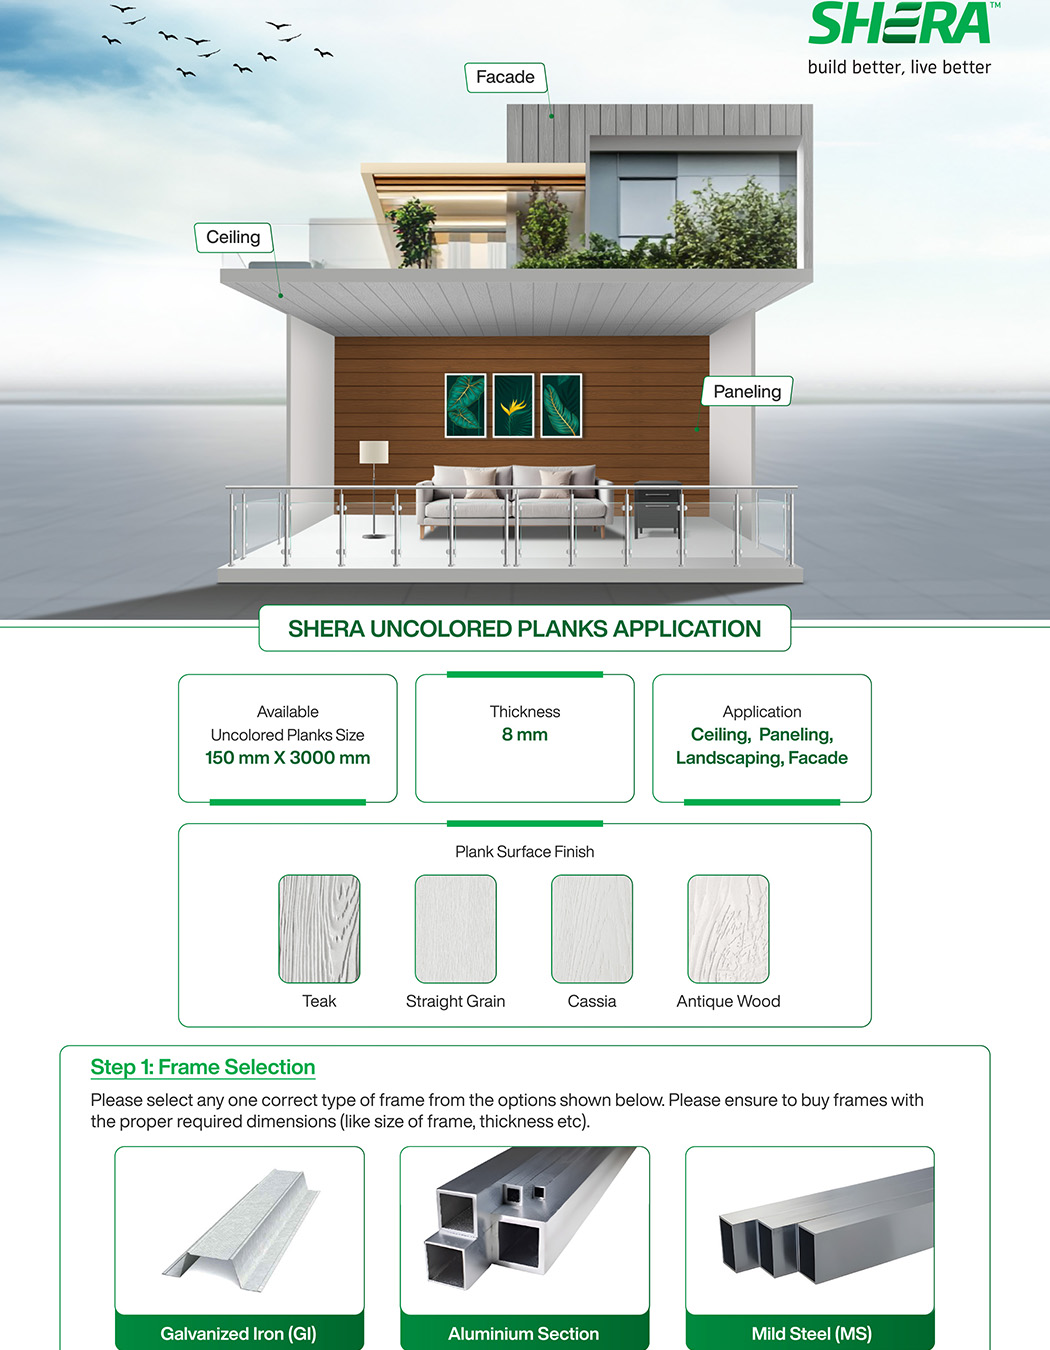 SHERA™
build better, live better
Facade
Ceiling
Paneling
SHERA UNCOLORED PLANKS APPLICATION
Available
Uncolored Planks Size
150 mm X 3000 mm
Thickness
8 mm
Application
Ceiling, Paneling,
Landscaping, Facade
Plank Surface Finish
Teak
Straight Grain
Cassia
Antique Wood
Step 1: Frame Selection
Please select any one correct type of frame from the options shown below. Please ensure to buy frames with
the proper required dimensions (like size of frame, thickness etc).
Galvanized Iron (GI)
Aluminium Section
Mild Steel (MS)